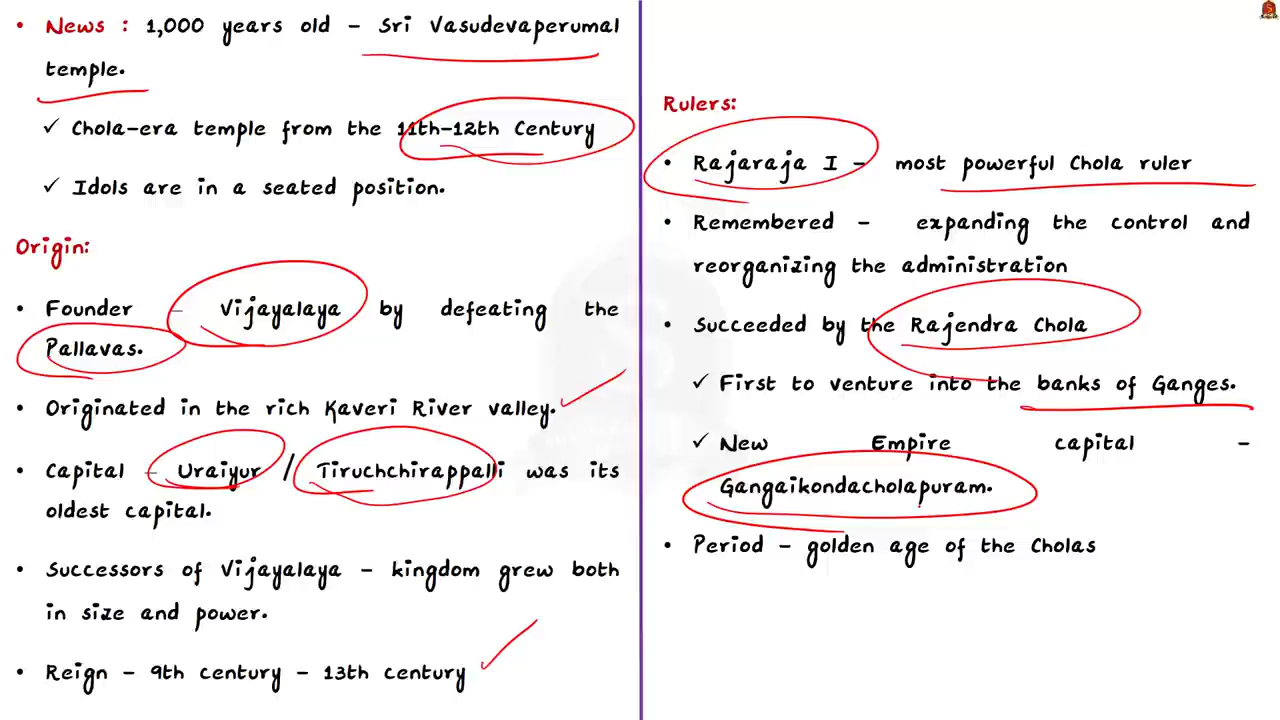 • News : 1,000 years old – Sri Vasudevaperumal
temple.
✓ Chola-era temple from the 11th-12th Century
✓ Idols are in a seated position.
Origin:
• Founder – Vijayalaya by defeating the
Pallavas.
• Originated in the rich Kaveri River valley.
• Capital – Uraiyur / Tiruchchirappalli was its
oldest capital.
• Successors of Vijayalaya – kingdom grew both
in size and power.
• Reign – 9th century – 13th century
Rulers:
• Rajaraja I – most powerful Chola ruler
• Remembered – expanding the control and
reorganizing the administration
• Succeeded by the Rajendra Chola
✓ First to venture into the banks of Ganges.
✓ New Empire capital –
Gangaikondacholapuram.
• Period – golden age of the Cholas